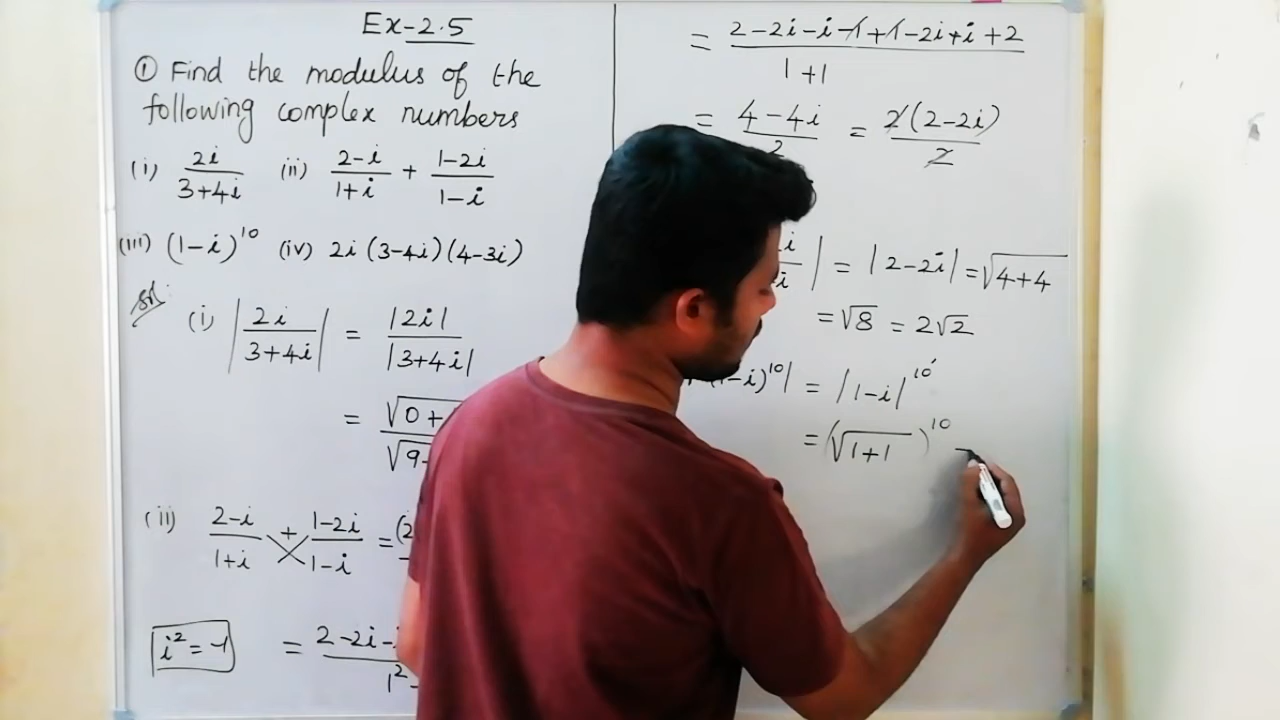 Ex-2.5
① Find the modulus of the
following complex numbers
(i) 2i/(3+4i) (ii) (2-i)/(1+i) + (1-2i)/(1-i)
(iii) (1-i)^10 (iv) 2i(3-4i)(4-3i)
(i) |2i/(3+4i)| = |2i|/|3+4i|
= √0+ / √9
(ii) (2-i)/(1+i) + (1-2i)/(1-i) = (2
i² = -1
= 2-2i- / 1²
= (2-2i-i-1+1-2i+i+2)/(1+1)
= (4-4i)/2 = 2(2-2i)/2
i/i| = |2-2i| = √4+4
= √8 = 2√2
-i)^10| = |1-i|^10
= (√1+1)^10